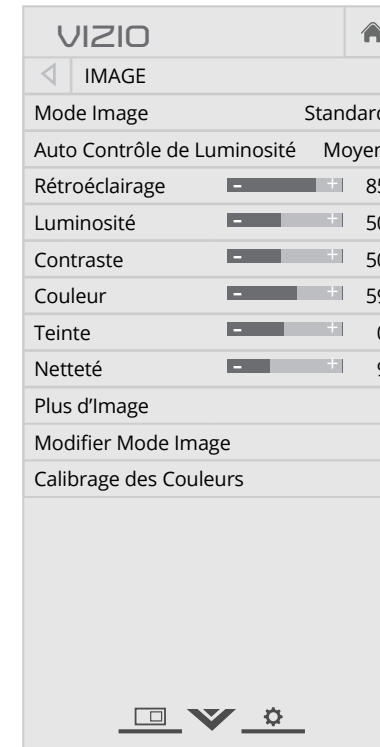 VIZIO
IMAGE
Mode Image Standard
Auto Contrôle de Luminosité Moyen
Rétroéclairage - + 85
Luminosité - + 50
Contraste - + 50
Couleur - + 59
Teinte - + 0
Netteté - + 9
Plus d’Image
Modifier Mode Image
Calibrage des Couleurs